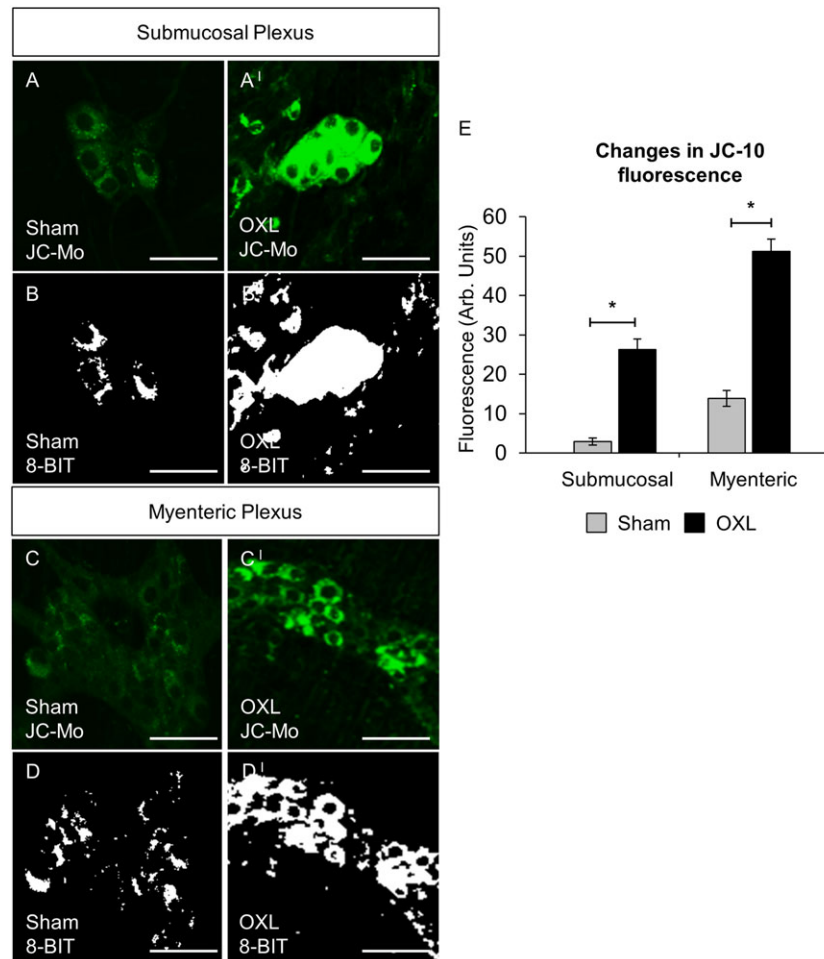 Submucosal Plexus
A
Sham
JC-Mo
A I
OXL
JC-Mo
B
Sham
8-BIT
B I
OXL
8-BIT
Myenteric Plexus
C
Sham
JC-Mo
C I
OXL
JC-Mo
D
Sham
8-BIT
D I
OXL
8-BIT
E
Changes in JC-10
fluorescence
Fluorescence (Arb. Units)
60
50
40
30
20
10
0
*
*
Submucosal Myenteric
Sham OXL